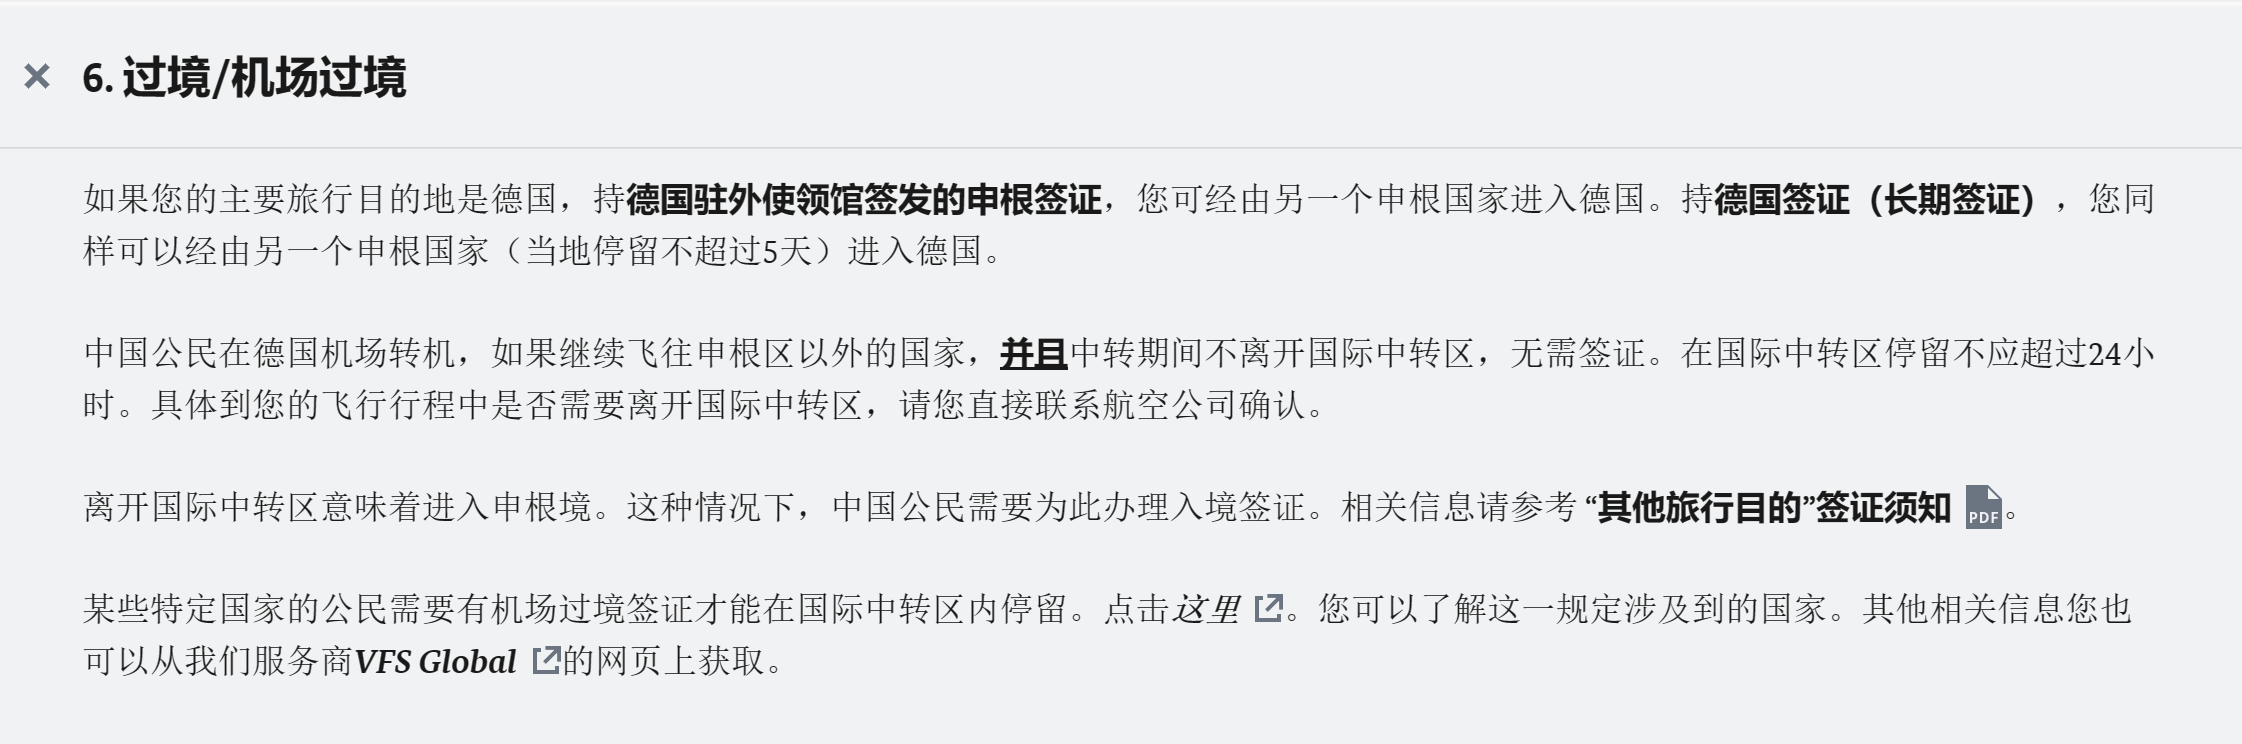 6. 过境/机场过境
如果您的主要旅行目的地是德国，持德国驻外使领馆签发的申根签证，您可经由另一个申根国家进入德国。持德国签证（长期签证），您同
样可以经由另一个申根国家（当地停留不超过5天）进入德国。
中国公民在德国机场转机，如果继续飞往申根区以外的国家，并且中转期间不离开国际中转区，无需签证。在国际中转区停留不应超过24小
时。具体到您的飞行行程中是否需要离开国际中转区，请您直接联系航空公司确认。
离开国际中转区意味着进入申根境。这种情况下，中国公民需要为此办理入境签证。相关信息请参考 “其他旅行目的”签证须知 PDF。
某些特定国家的公民需要有机场过境签证才能在国际中转区内停留。点击这里。您可以了解这一规定涉及到的国家。其他相关信息您也
可以从我们服务商VFS Global的网页上获取。